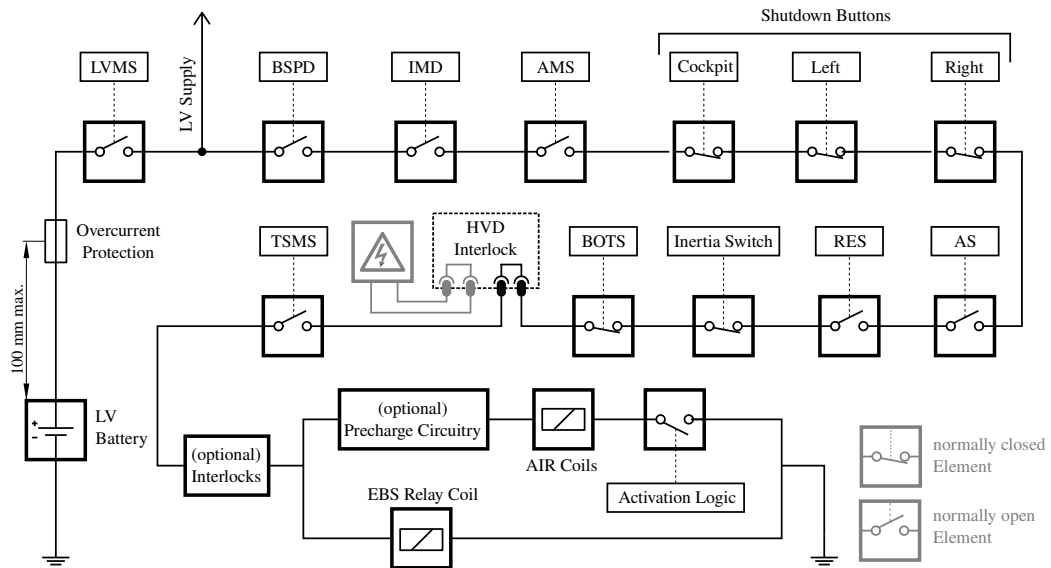 Shutdown Buttons
LVMS
BSPD
IMD
AMS
Cockpit
Left
Right
LV Supply
Overcurrent
Protection
TSMS
HVD
Interlock
BOTS
Inertia Switch
RES
AS
100 mm max.
+
-
LV
Battery
(optional)
Interlocks
(optional)
Precharge Circuitry
AIR Coils
Activation Logic
EBS Relay Coil
normally closed
Element
normally open
Element